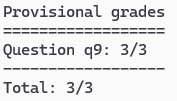 Provisional grades
==================
Question q9: 3/3
------------------
Total: 3/3